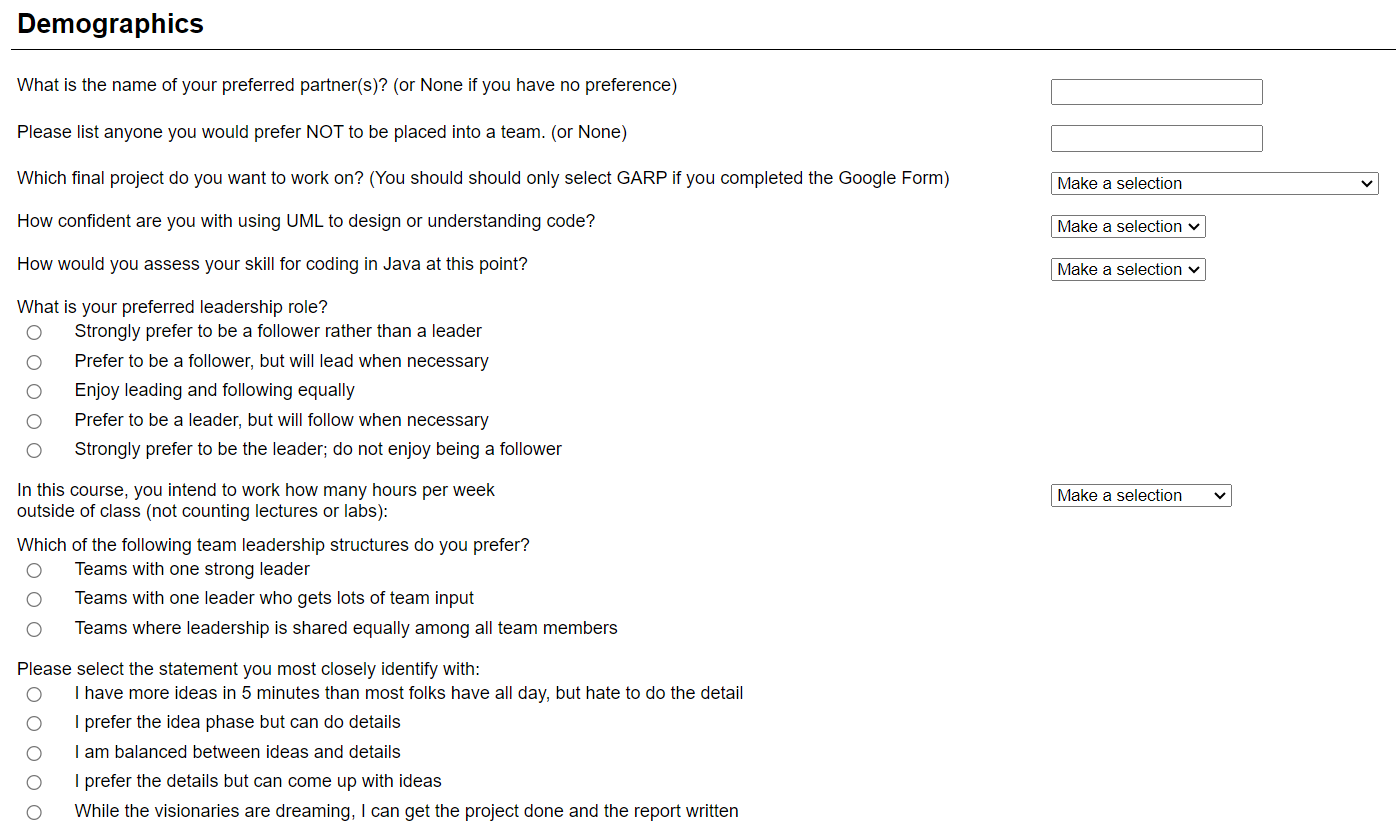 Demographics
What is the name of your preferred partner(s)? (or None if you have no preference)
Please list anyone you would prefer NOT to be placed into a team. (or None)
Which final project do you want to work on? (You should should only select GARP if you completed the Google Form)
Make a selection
How confident are you with using UML to design or understanding code?
Make a selection
How would you assess your skill for coding in Java at this point?
Make a selection
What is your preferred leadership role?
Strongly prefer to be a follower rather than a leader
Prefer to be a follower, but will lead when necessary
Enjoy leading and following equally
Prefer to be a leader, but will follow when necessary
Strongly prefer to be the leader; do not enjoy being a follower
In this course, you intend to work how many hours per week
outside of class (not counting lectures or labs):
Make a selection
Which of the following team leadership structures do you prefer?
Teams with one strong leader
Teams with one leader who gets lots of team input
Teams where leadership is shared equally among all team members
Please select the statement you most closely identify with:
I have more ideas in 5 minutes than most folks have all day, but hate to do the detail
I prefer the idea phase but can do details
I am balanced between ideas and details
I prefer the details but can come up with ideas
While the visionaries are dreaming, I can get the project done and the report written